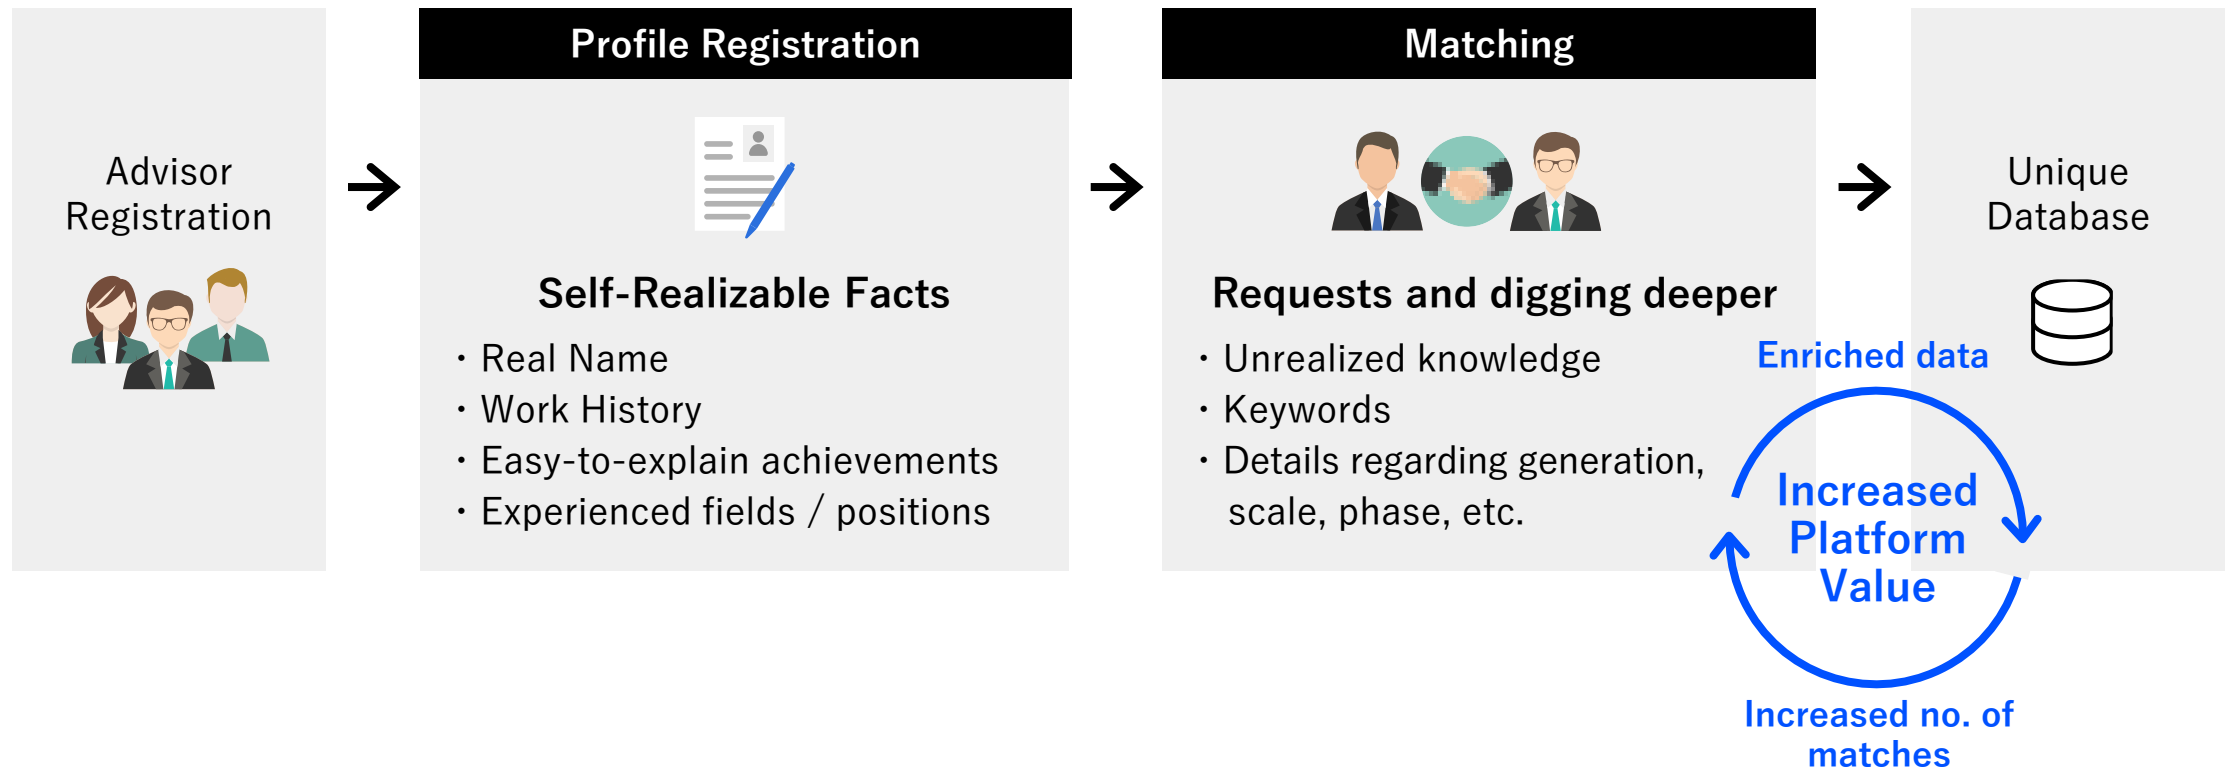 Advisor
Registration
Profile Registration
Self-Realizable Facts
・Real Name
・Work History
・Easy-to-explain achievements
・Experienced fields / positions
Matching
Requests and digging deeper
・Unrealized knowledge
・Keywords
・Details regarding generation,
scale, phase, etc.
Unique
Database
Enriched data
Increased
Platform
Value
Increased no. of
matches